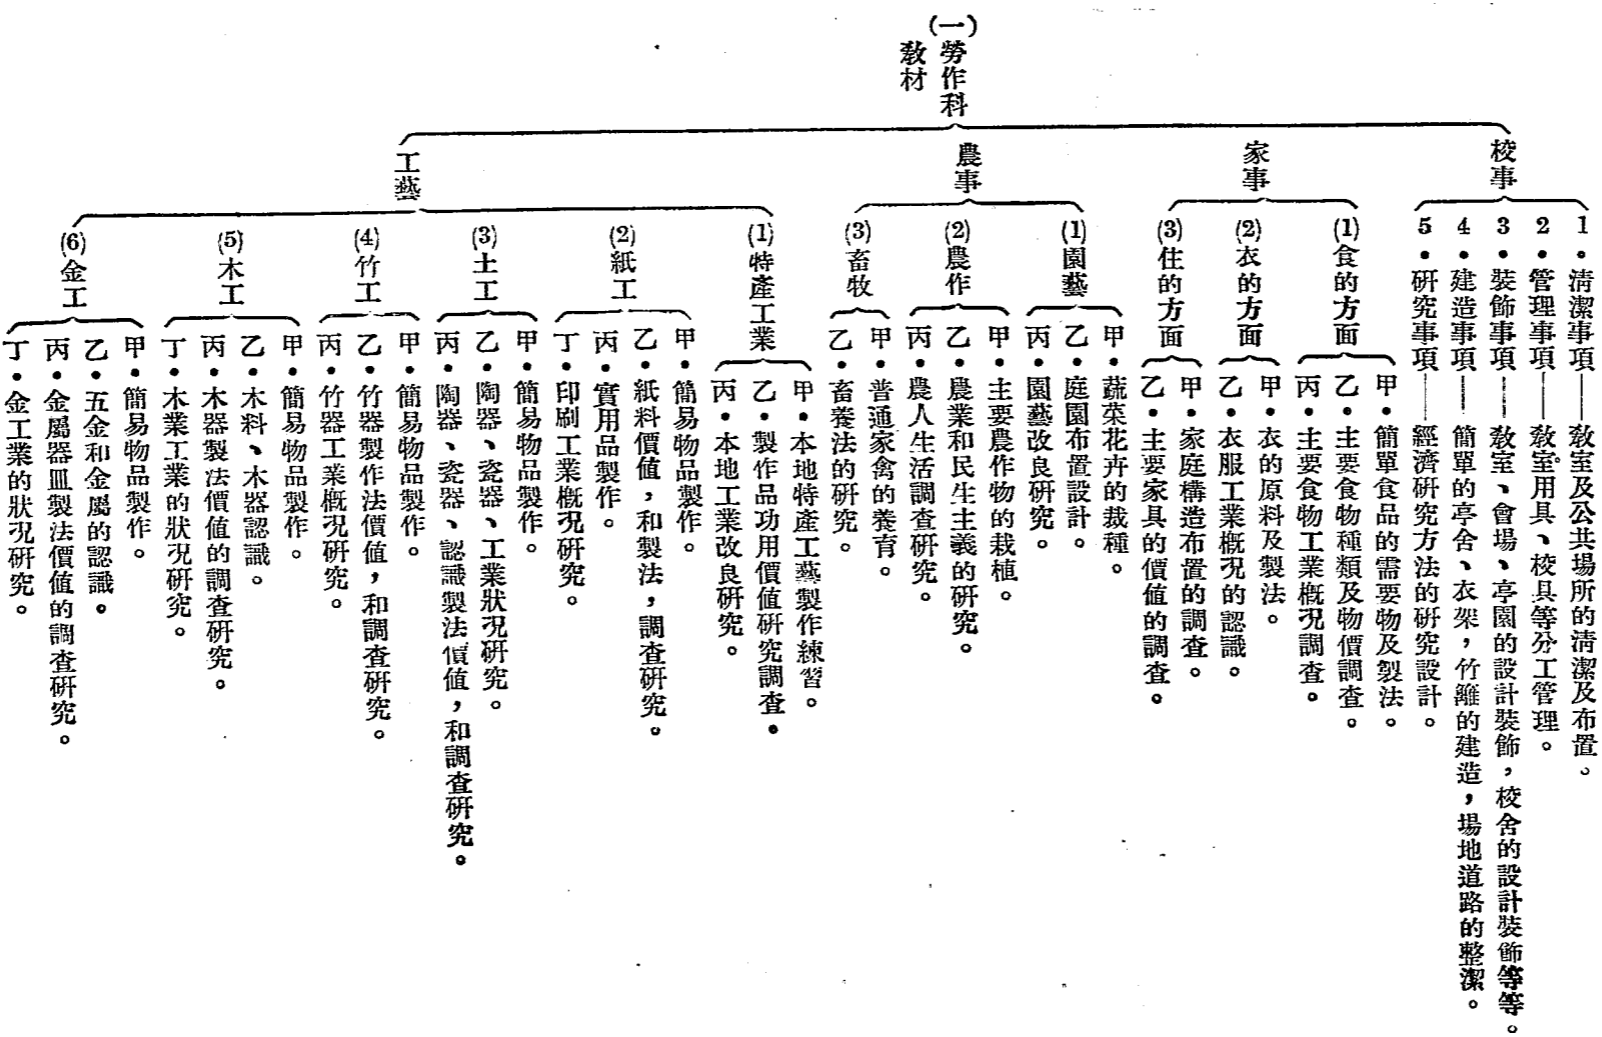 (一)勞作科
教材
校事
1．清潔事項——教室及公共場所的清潔及布置。
2．管理事項——教室用具、校具等分工管理。
3．裝飾事項——教室、會場、亭園的設計裝飾，校舍的設計裝飾等等。
4．建造事項——簡單的亭舍、衣架，竹籬的建造，場地道路的整潔。
5．研究事項——經濟研究方法的研究設計。
家事
(1)食的方面
甲．簡單食品的需要物及製法。
乙．主要食物種類及物價調查。
丙．主要食物工業概況調查。
(2)衣的方面
甲．衣的原料及製法。
乙．衣服工業概況的認識。
(3)住的方面
甲．家庭構造布置的調查。
乙．主要家具的價值的調查。
農事
(1)園藝
甲．蔬菜花卉的栽種。
乙．庭園布置設計。
丙．園藝改良研究。
(2)農作
甲．主要農作物的栽植。
乙．農業和民生主義的研究。
丙．農人生活調查研究。
(3)畜牧
甲．普通家禽的養育。
乙．畜養法的研究。
工藝
(1)特產工業
甲．本地特產工藝製作練習。
乙．製作品功用價值研究調查。
丙．本地工業改良研究。
(2)紙工
甲．簡易物品製作。
乙．紙料價值，和製法，調查研究。
丙．實用品製作。
丁．印刷工業概況研究。
(3)土工
甲．簡易物品製作。
乙．陶器、瓷器、工業狀況研究。
丙．陶器、瓷器、認識製法價值，和調查研究。
(4)竹工
甲．簡易物品製作。
乙．竹器製作法價值，和調查研究。
丙．竹器工業概況研究。
(5)木工
甲．簡易物品製作。
乙．木料、木器認識。
丙．木器製法價值的調查研究。
丁．木業工業的狀況研究。
(6)金工
甲．簡易物品製作。
乙．五金和金屬的認識。
丙．金屬器皿製法價值的調查研究。
丁．金工業的狀況研究。